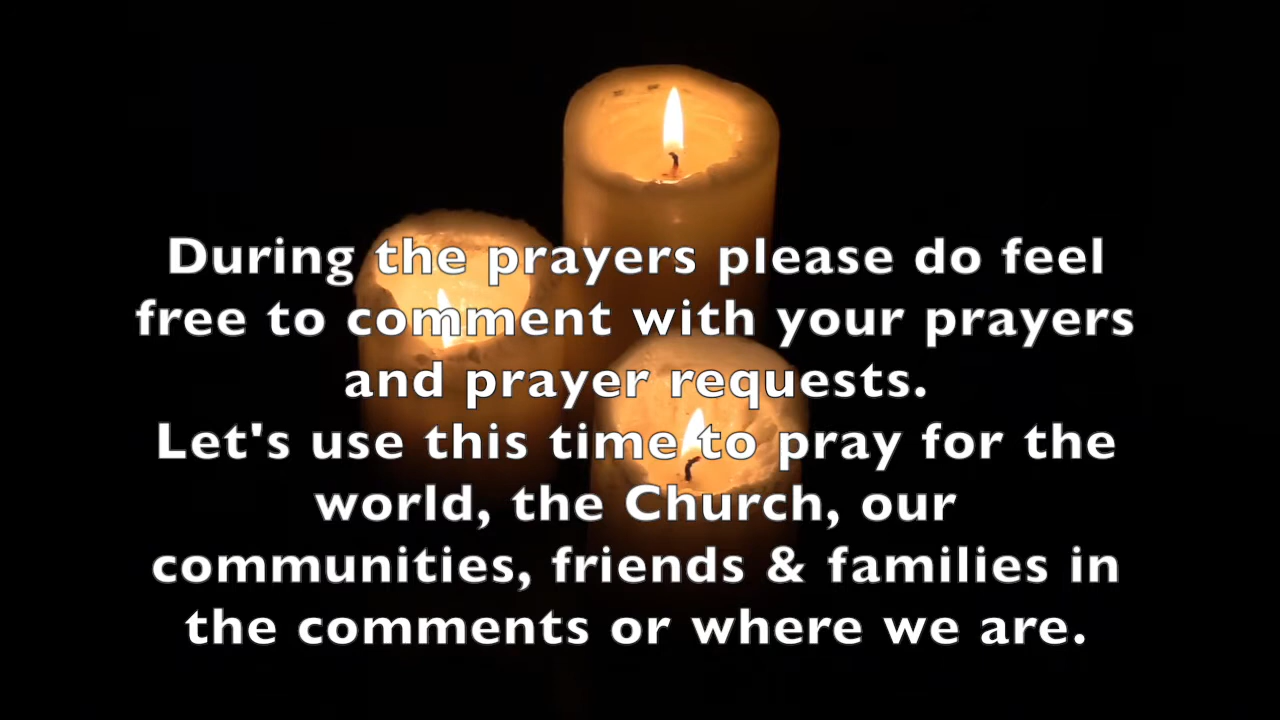 During the prayers please do feel
free to comment with your prayers
and prayer requests.
Let's use this time to pray for the
world, the Church, our
communities, friends & families in
the comments or where we are.